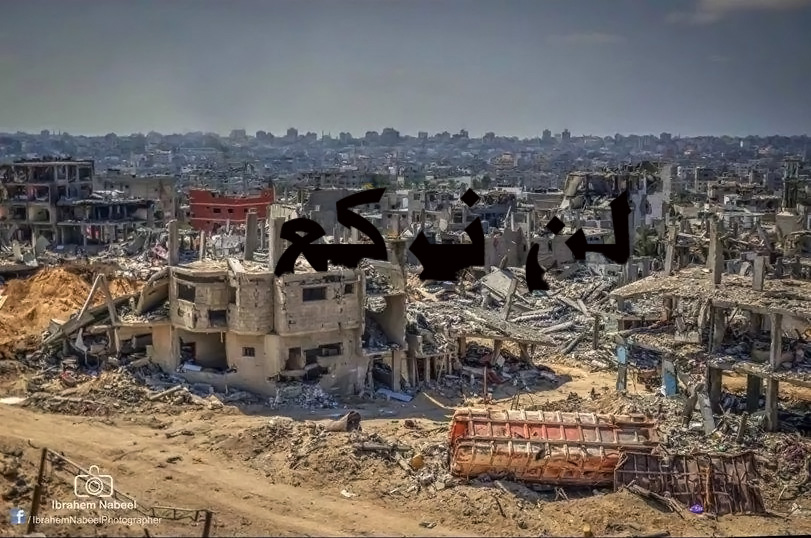 لن نركع
Ibrahem Nabeel
f /IbrahemNabeelPhotographer